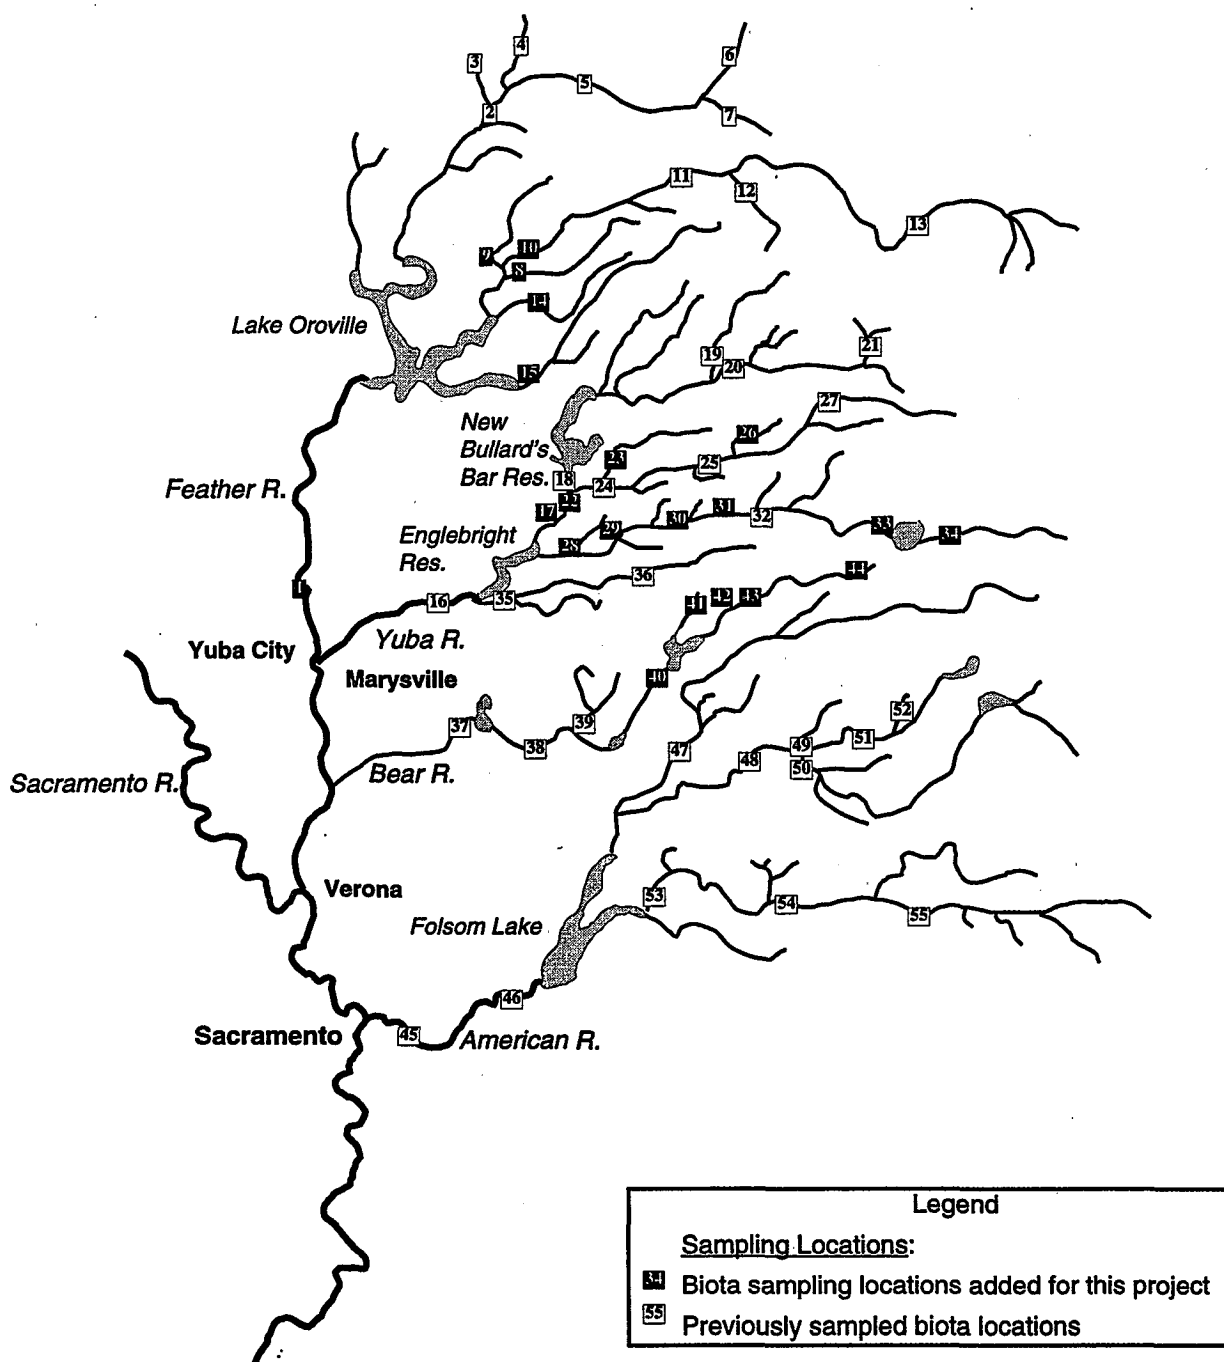 4
3
6
5
2
7
11
12
13
10
9
8
14
Lake Oroville
21
19
20
15
27
New
Bullard's
Bar Res.
26
23
25
18
24
Feather R.
22
17
31
30
32
33
29
34
Englebright
Res.
28
44
36
1
16
35
41
42
43
Yuba R.
Yuba City
Marysville
40
52
37
39
51
38
47
49
48
50
Bear R.
Sacramento R.
Verona
53
54
55
Folsom Lake
46
Sacramento
45
American R.
Legend
Sampling Locations:
34 Biota sampling locations added for this project
55 Previously sampled biota locations